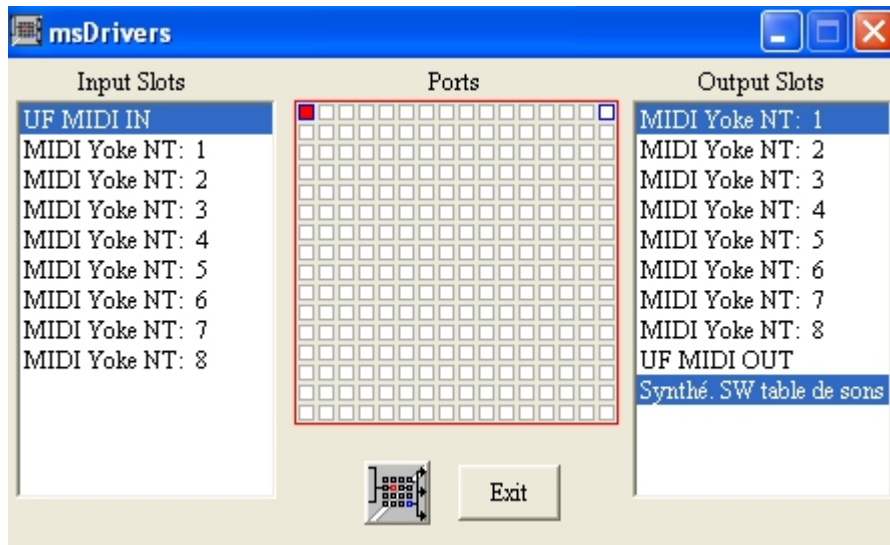 msDrivers
Input Slots
Ports
Output Slots
UF MIDI IN
MIDI Yoke NT: 1
MIDI Yoke NT: 2
MIDI Yoke NT: 3
MIDI Yoke NT: 4
MIDI Yoke NT: 5
MIDI Yoke NT: 6
MIDI Yoke NT: 7
MIDI Yoke NT: 8
MIDI Yoke NT: 1
MIDI Yoke NT: 2
MIDI Yoke NT: 3
MIDI Yoke NT: 4
MIDI Yoke NT: 5
MIDI Yoke NT: 6
MIDI Yoke NT: 7
MIDI Yoke NT: 8
UF MIDI OUT
Synthé. SW table de sons
Exit